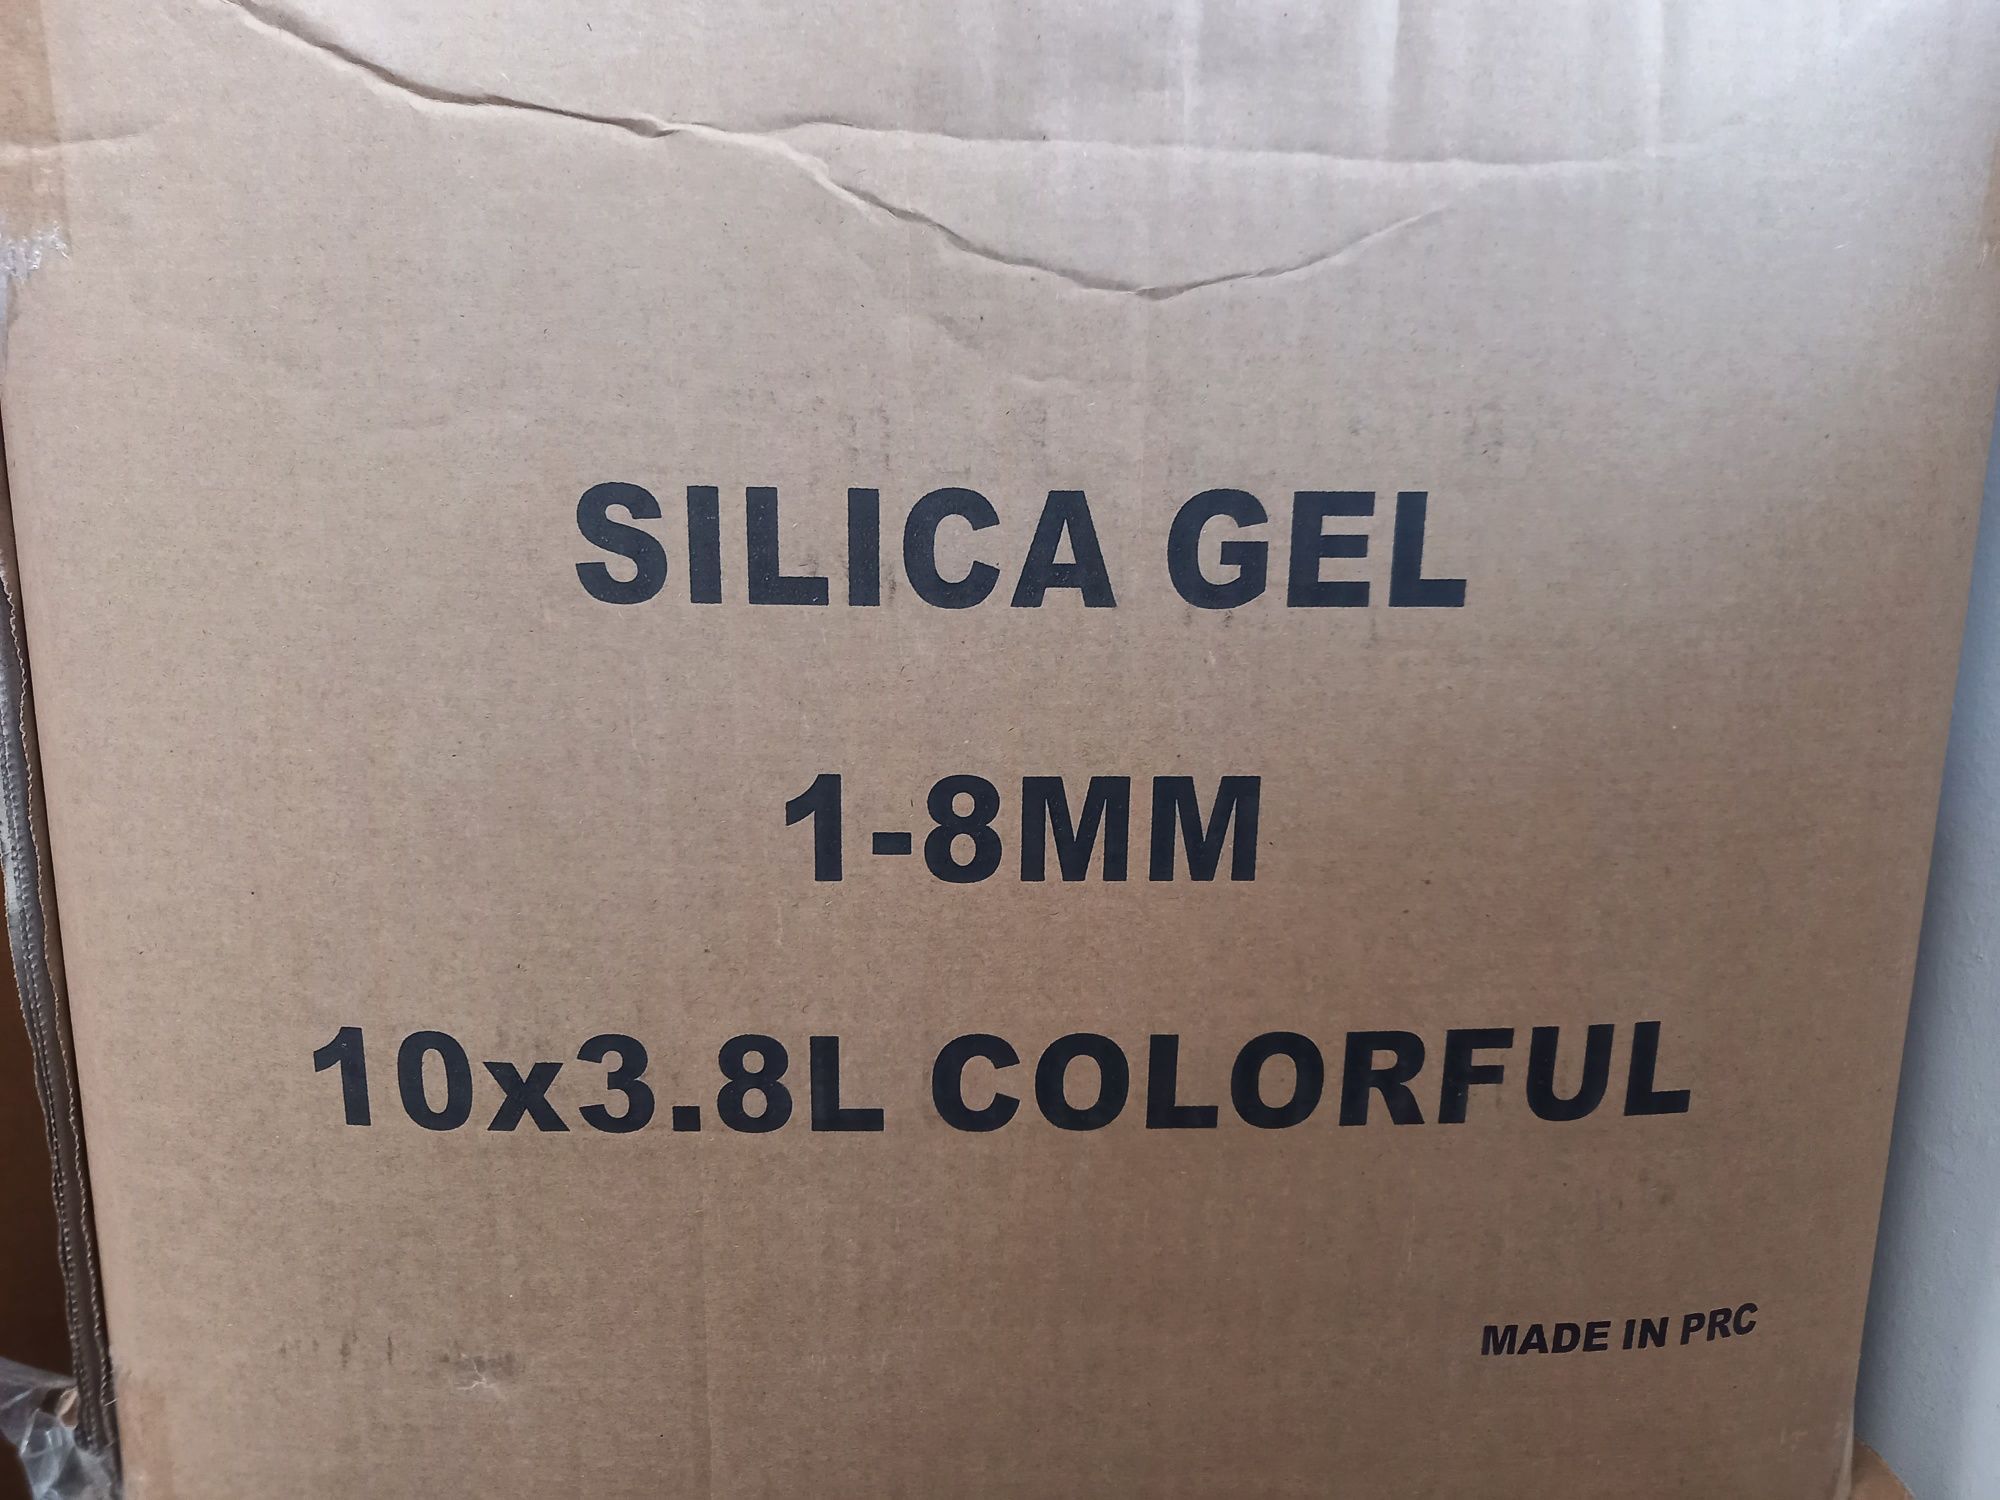 SILICA GEL
1-8MM
10x3.8L COLORFUL
MADE IN PRC